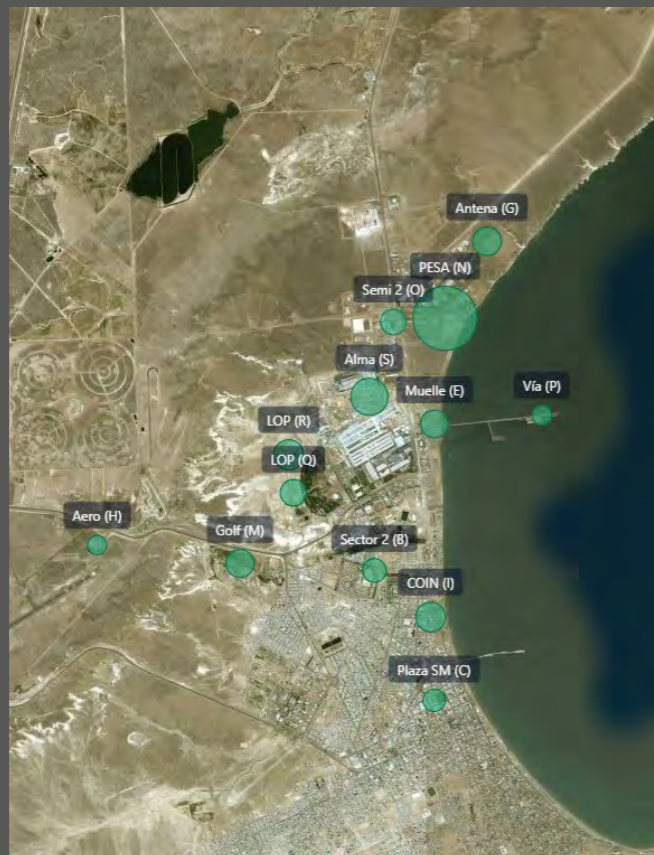 Antena (G)
PESA (N)
Semi 2 (O)
Alma (S)
Muelle (E)
Vía (P)
LOP (R)
LOP (Q)
Aero (H)
Golf (M)
Sector 2 (B)
COIN (I)
Plaza SM (C)